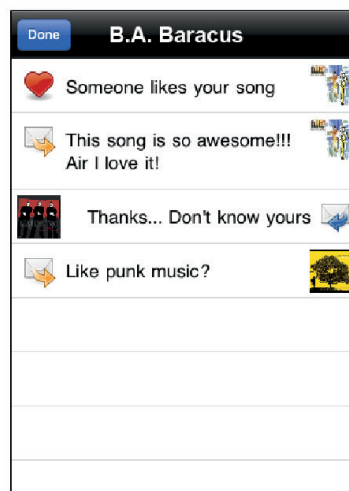 Done
B.A. Baracus
Someone likes your song
This song is so awesome!!!
Air I love it!
Thanks... Don't know yours
Like punk music?